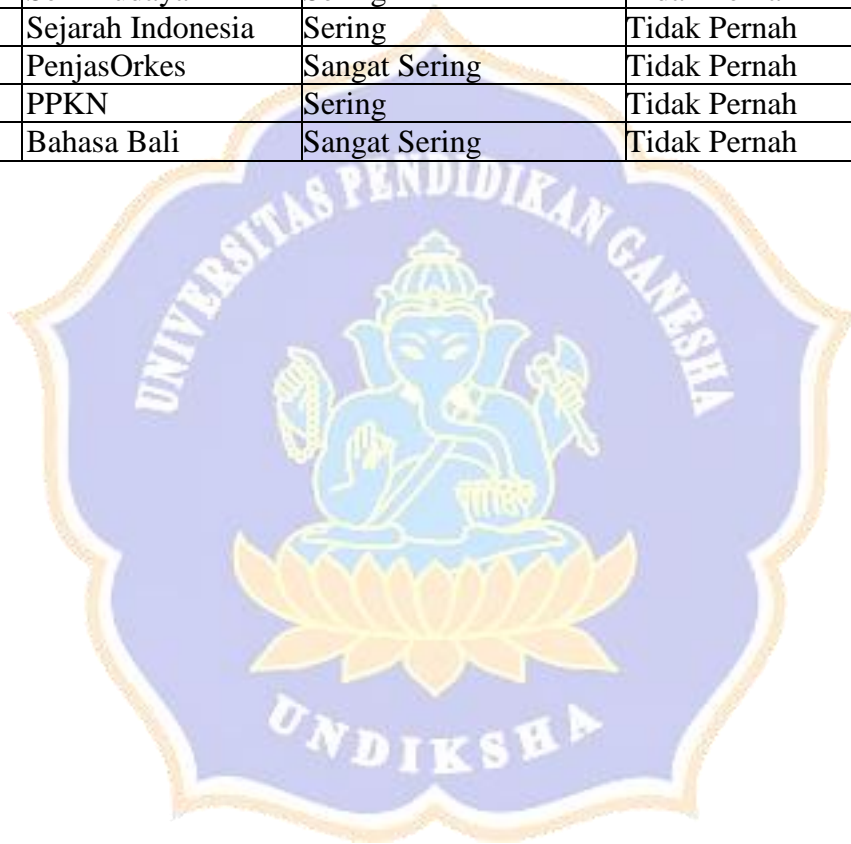 Sejarah Indonesia Sering Tidak Pernah
PenjasOrkes Sangat Sering Tidak Pernah
PPKN Sering Tidak Pernah
Bahasa Bali Sangat Sering Tidak Pernah
UNIVERSITAS PENDIDIKAN GANESHA
UNDIKSHA